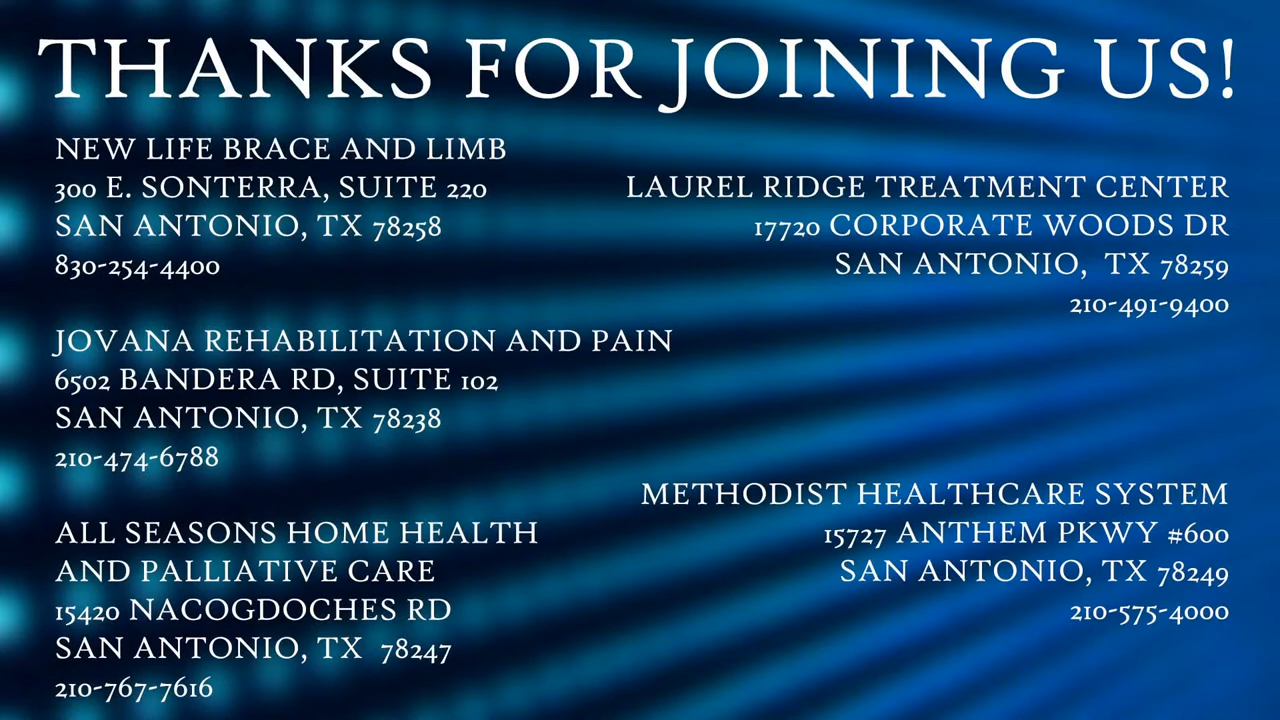 THANKS FOR JOINING US!
NEW LIFE BRACE AND LIMB
300 E. SONTERRA, SUITE 220
SAN ANTONIO, TX 78258
830-254-4400
JOVANA REHABILITATION AND PAIN
6502 BANDERA RD, SUITE 102
SAN ANTONIO, TX 78238
210-474-6788
ALL SEASONS HOME HEALTH
AND PALLIATIVE CARE
15420 NACOGDOCHES RD
SAN ANTONIO, TX 78247
210-767-7616
LAUREL RIDGE TREATMENT CENTER
17720 CORPORATE WOODS DR
SAN ANTONIO, TX 78259
210-491-9400
METHODIST HEALTHCARE SYSTEM
15727 ANTHEM PKWY #600
SAN ANTONIO, TX 78249
210-575-4000